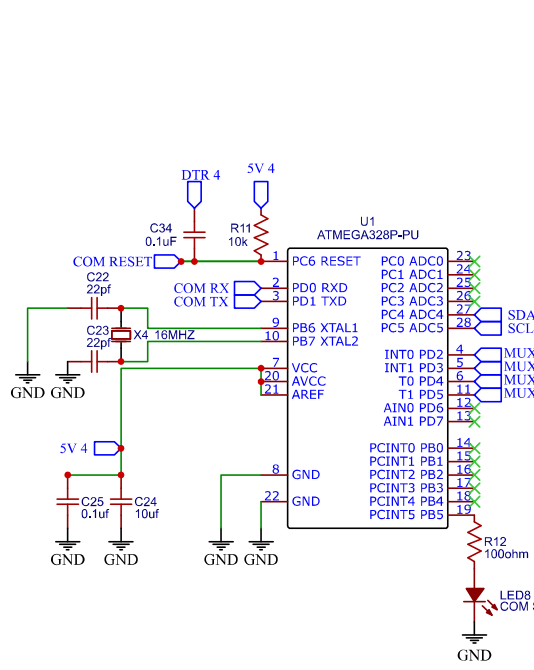 DTR 4
5V 4
U1
ATMEGA328P-PU
C34
0.1uF
R11
10k
COM RESET
1
PC6 RESET
PC0 ADC0
23
PC1 ADC1
24
PC2 ADC2
25
PC3 ADC3
26
PC4 ADC4
27
SDA
PC5 ADC5
28
SCL
COM RX
2
PD0 RXD
COM TX
3
PD1 TXD
C22
22pf
C23
22pf
X4
16MHZ
9
PB6 XTAL1
10
PB7 XTAL2
INT0 PD2
4
MUX
INT1 PD3
5
MUX
T0 PD4
6
MUX
T1 PD5
11
MUX
AIN0 PD6
12
AIN1 PD7
13
7
VCC
20
AVCC
21
AREF
GND
GND
5V 4
PCINT0 PB0
14
PCINT1 PB1
15
PCINT2 PB2
16
PCINT3 PB3
17
PCINT4 PB4
18
PCINT5 PB5
19
8
GND
22
GND
C25
0.1uf
C24
10uf
GND
GND
GND
GND
R12
100ohm
LED8
COM
GND